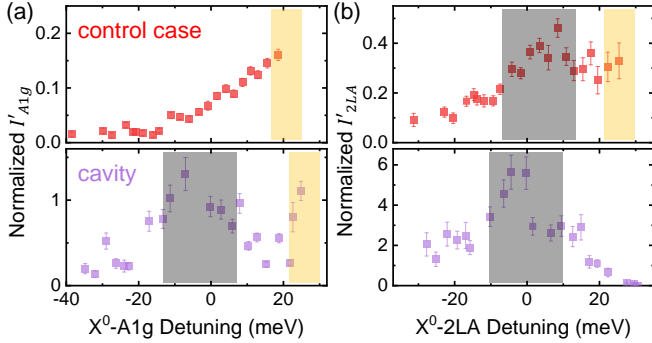 (a)
control case
0.2
0.1
0.0
Normalized I'A1g
cavity
1
0
-40 -20 0 20 40
X⁰-A1g Detuning (meV)
(b)
0.4
0.2
0.0
Normalized I'2LA
6
4
2
0
-20 0 20
X⁰-2LA Detuning (meV)